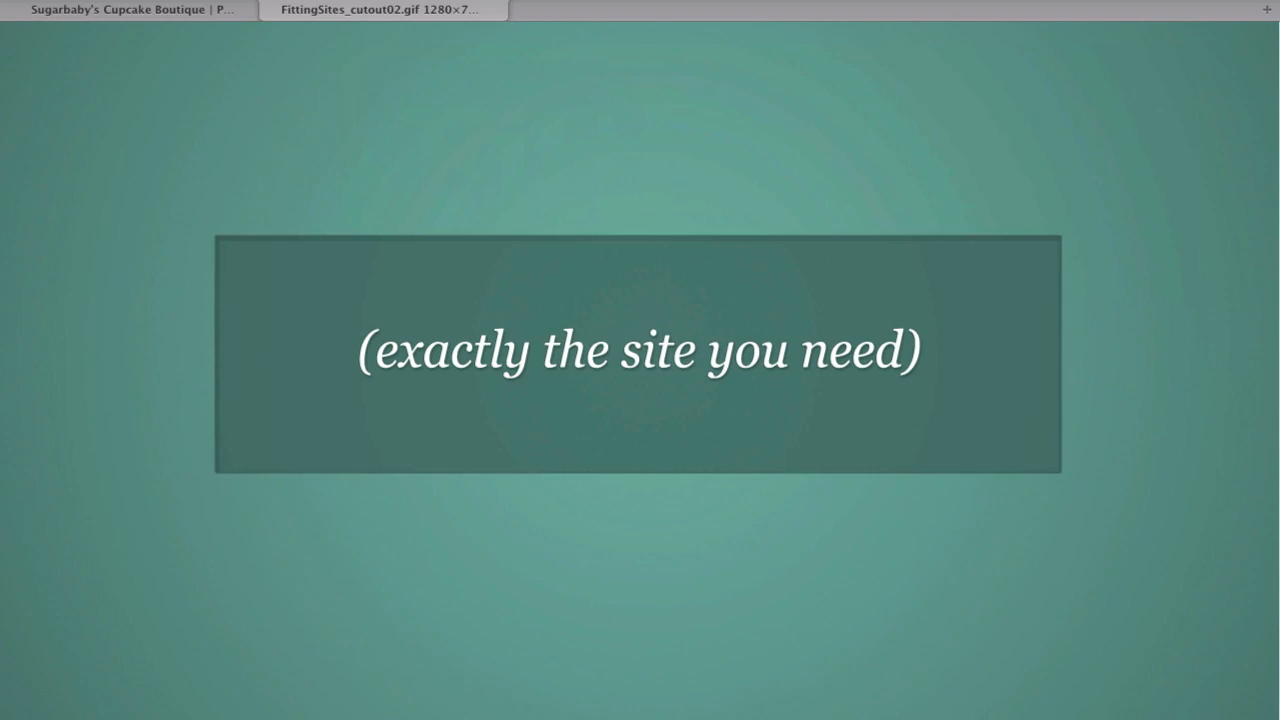 Sugarbaby's Cupcake Boutique | P...
FittingSites_cutout02.gif 1280×7...
+
(exactly the site you need)